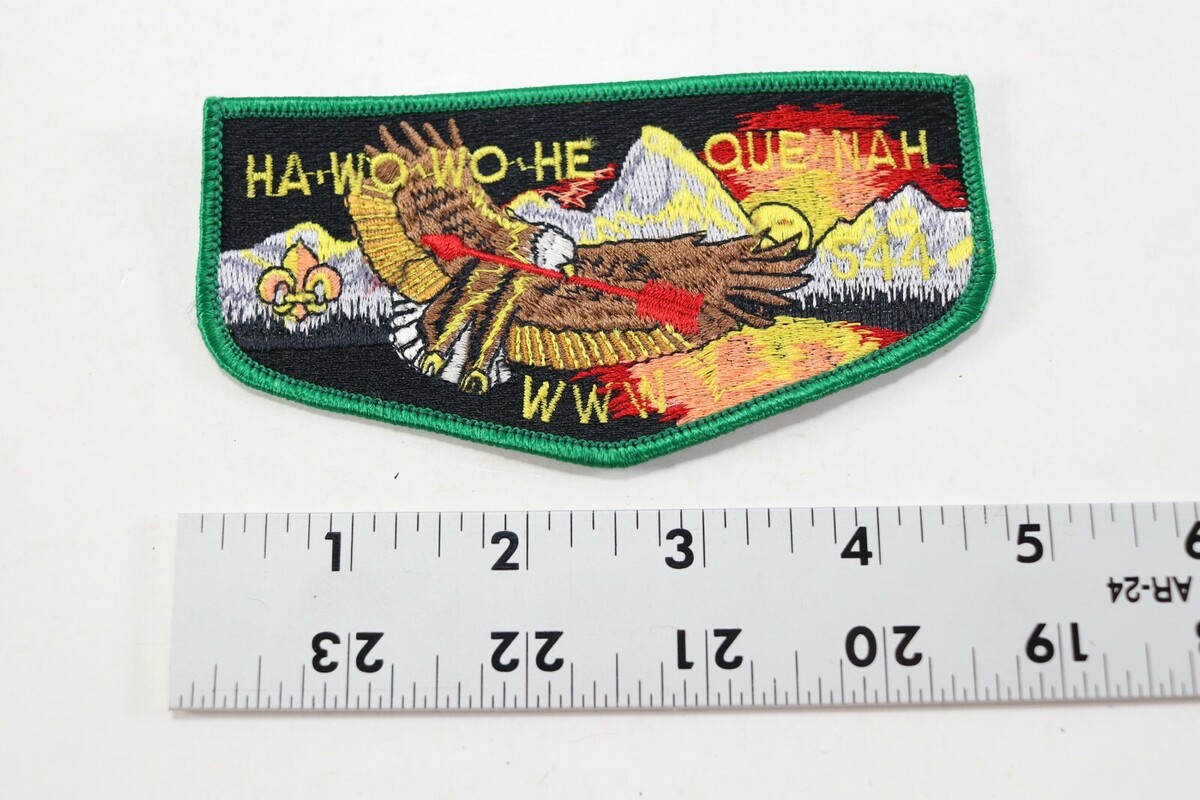 HA·WO·WO·HE QUE·NAH
544
WWW
1 2 3 4 5 6
AR-24
23 22 21 20 19